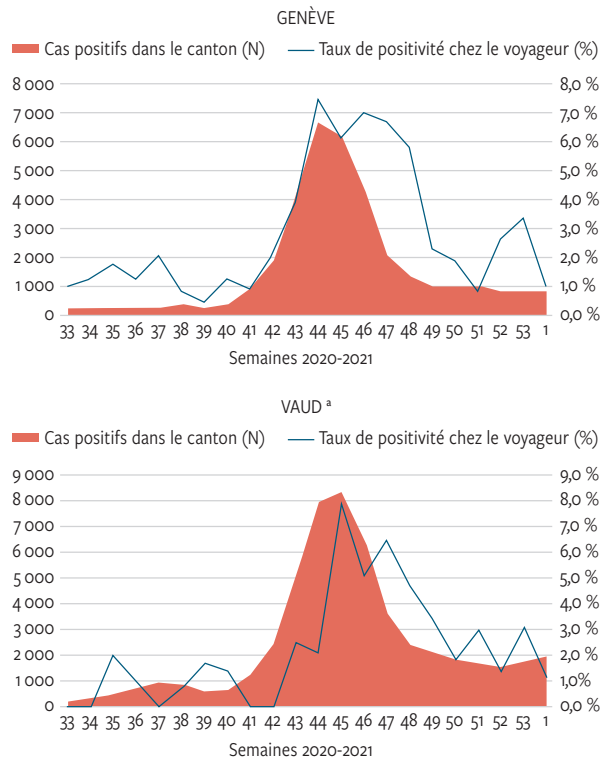 GENÈVE
Cas positifs dans le canton (N) Taux de positivité chez le voyageur (%)
8 000 8,0 %
7 000 7,0 %
6 000 6,0 %
5 000 5,0 %
4 000 4,0 %
3 000 3,0 %
2 000 2,0 %
1 000 1,0 %
0 0,0 %
33 34 35 36 37 38 39 40 41 42 43 44 45 46 47 48 49 50 51 52 53 1
Semaines 2020-2021
VAUD ª
Cas positifs dans le canton (N) Taux de positivité chez le voyageur (%)
9 000 9,0 %
8 000 8,0 %
7 000 7,0 %
6 000 6,0 %
5 000 5,0 %
4 000 4,0 %
3 000 3,0 %
2 000 2,0 %
1 000 1,0%
0 0,0 %
33 34 35 36 37 38 39 40 41 42 43 44 45 46 47 48 49 50 51 52 53 1
Semaines 2020-2021